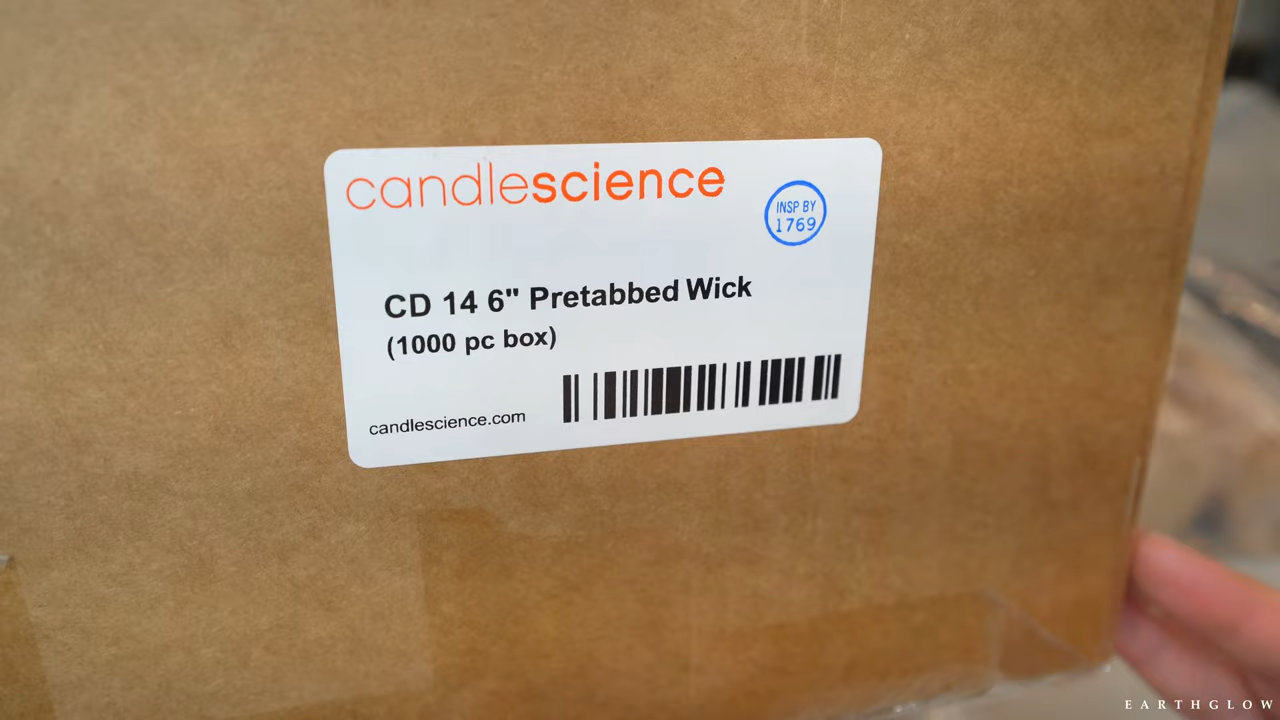 candlescience
INSP BY
1769
CD 14 6" Pretabbed Wick
(1000 pc box)
candlescience.com
EARTHGLOW